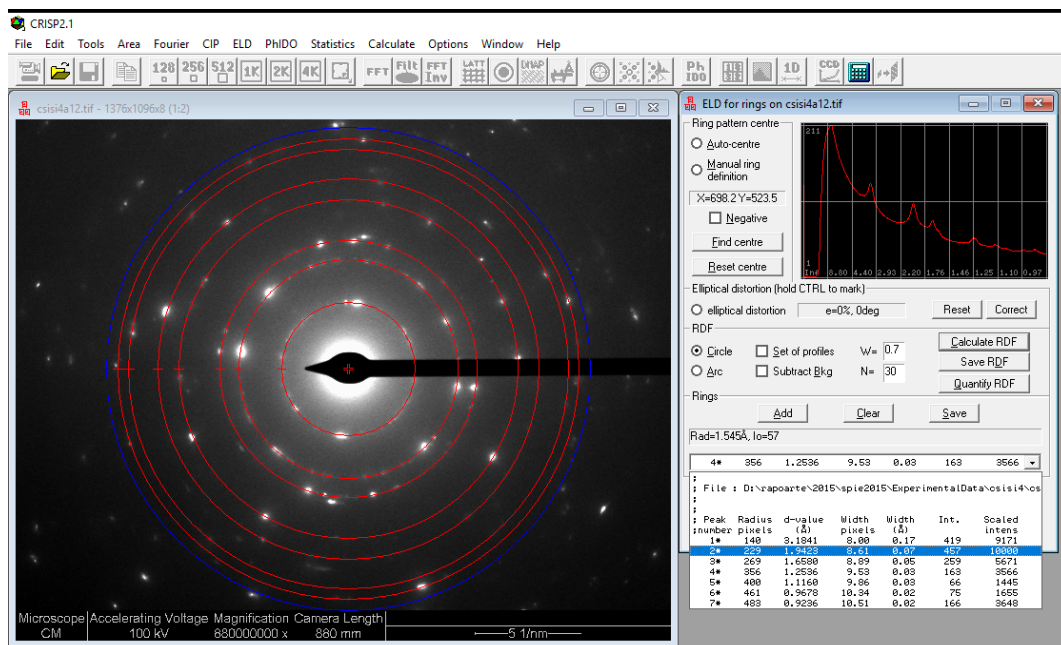 CRISP2.1
File Edit Tools Area Fourier CIP ELD PhIDO Statistics Calculate Options Window Help
128 256 512 1K 2K 4K FFT Filt FFT Inv LATT Ph IDO 1D CCD
csisi4a12.tif - 1376x1096x8 (1:2)
Microscope Accelerating Voltage Magnification Camera Length
CM 100 kV 680000000 x 880 mm 5 1/nm
ELD for rings on csisi4a12.tif
Ring pattern centre
Auto-centre
Manual ring
definition
X=698.2 Y=523.5
Negative
Find centre
Reset centre
211
1
Inf 8.80 4.40 2.93 2.20 1.76 1.46 1.25 1.10 0.97
Elliptical distortion (hold CTRL to mark)
elliptical distortion e=0%, 0deg Reset Correct
RDF
Circle Set of profiles W= 0.7 Calculate RDF
Arc Subtract Bkg N= 30 Save RDF
Quantify RDF
Rings
Add Clear Save
Rad=1.545Å, Io=57
4* 356 1.2536 9.53 0.03 163 3566
;
; File : D:\rapoarte\2015\spie2015\ExperimentalData\csisi4\cs
;
;
; Peak Radius d-value Width Width Int. Scaled
;number pixels (Å) pixels (Å) intens
1* 140 3.1841 8.00 0.17 419 9171
2* 229 1.9423 8.61 0.07 457 10000
3* 269 1.6580 8.89 0.05 259 5671
4* 356 1.2536 9.53 0.03 163 3566
5* 400 1.1160 9.86 0.03 66 1445
6* 461 0.9678 10.34 0.02 75 1655
7* 483 0.9236 10.51 0.02 166 3648